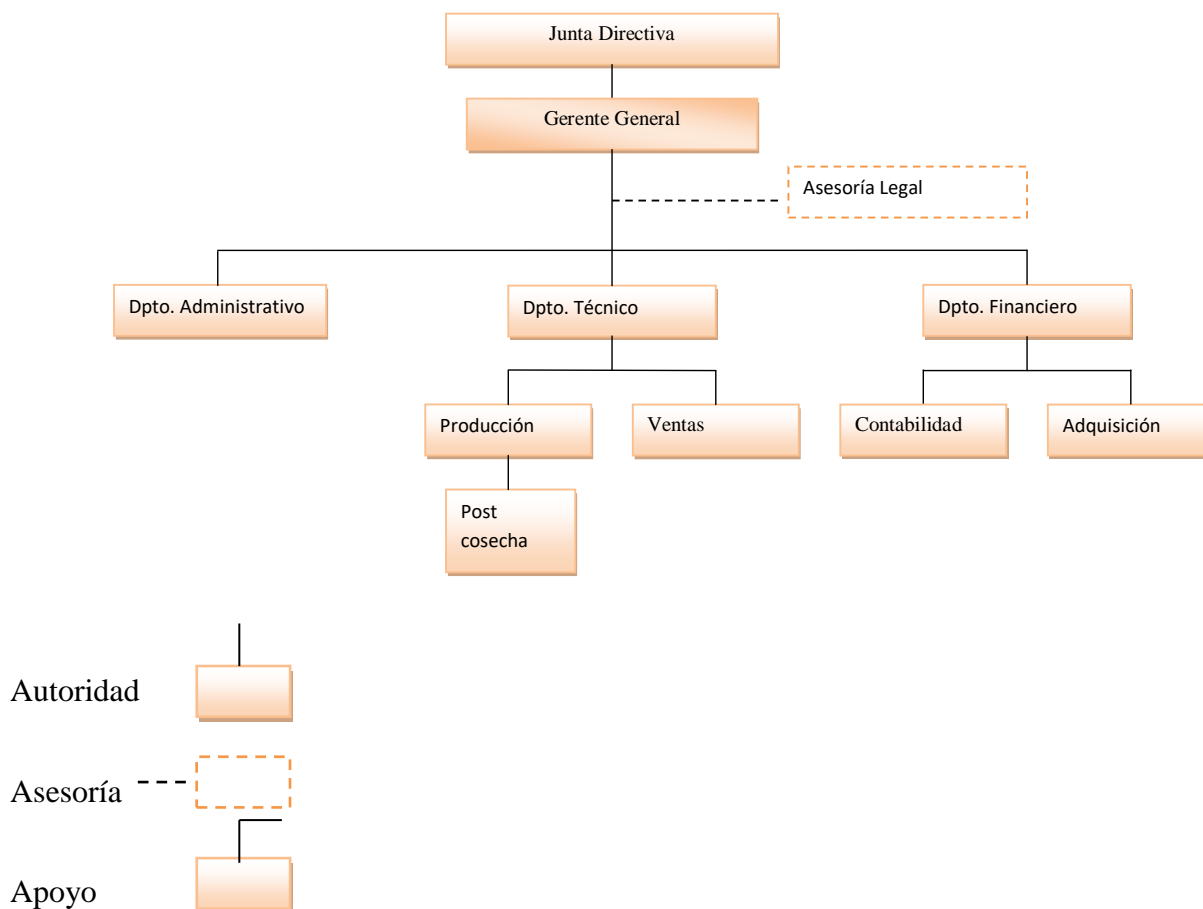 Junta Directiva
Gerente General
Asesoría Legal
Dpto. Administrativo
Dpto. Técnico
Dpto. Financiero
Producción
Ventas
Contabilidad
Adquisición
Post
cosecha
Autoridad
Asesoría
Apoyo